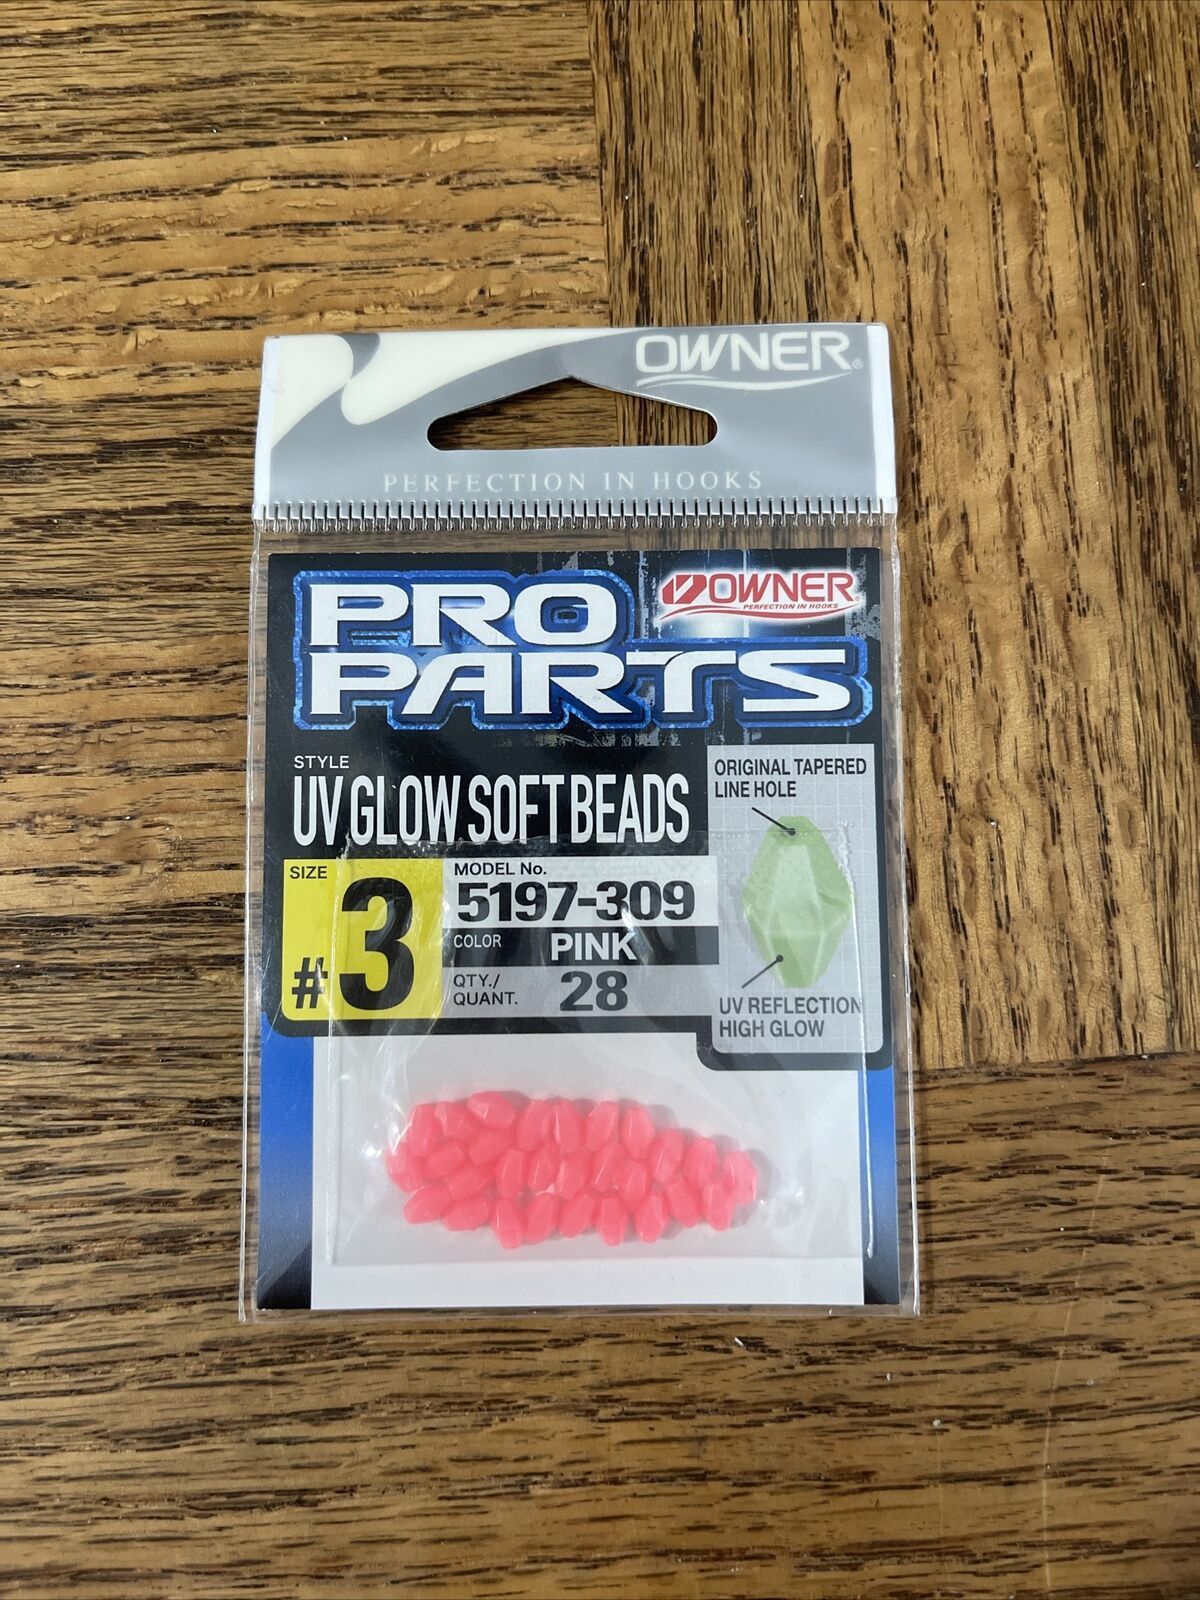 OWNER®
PERFECTION IN HOOKS
PRO
PARTS
OWNER®
PERFECTION IN HOOKS
STYLE
UV GLOW SOFT BEADS
SIZE
#3
MODEL No.
5197-309
COLOR PINK
QTY./
QUANT. 28
ORIGINAL TAPERED
LINE HOLE
UV REFLECTION
HIGH GLOW